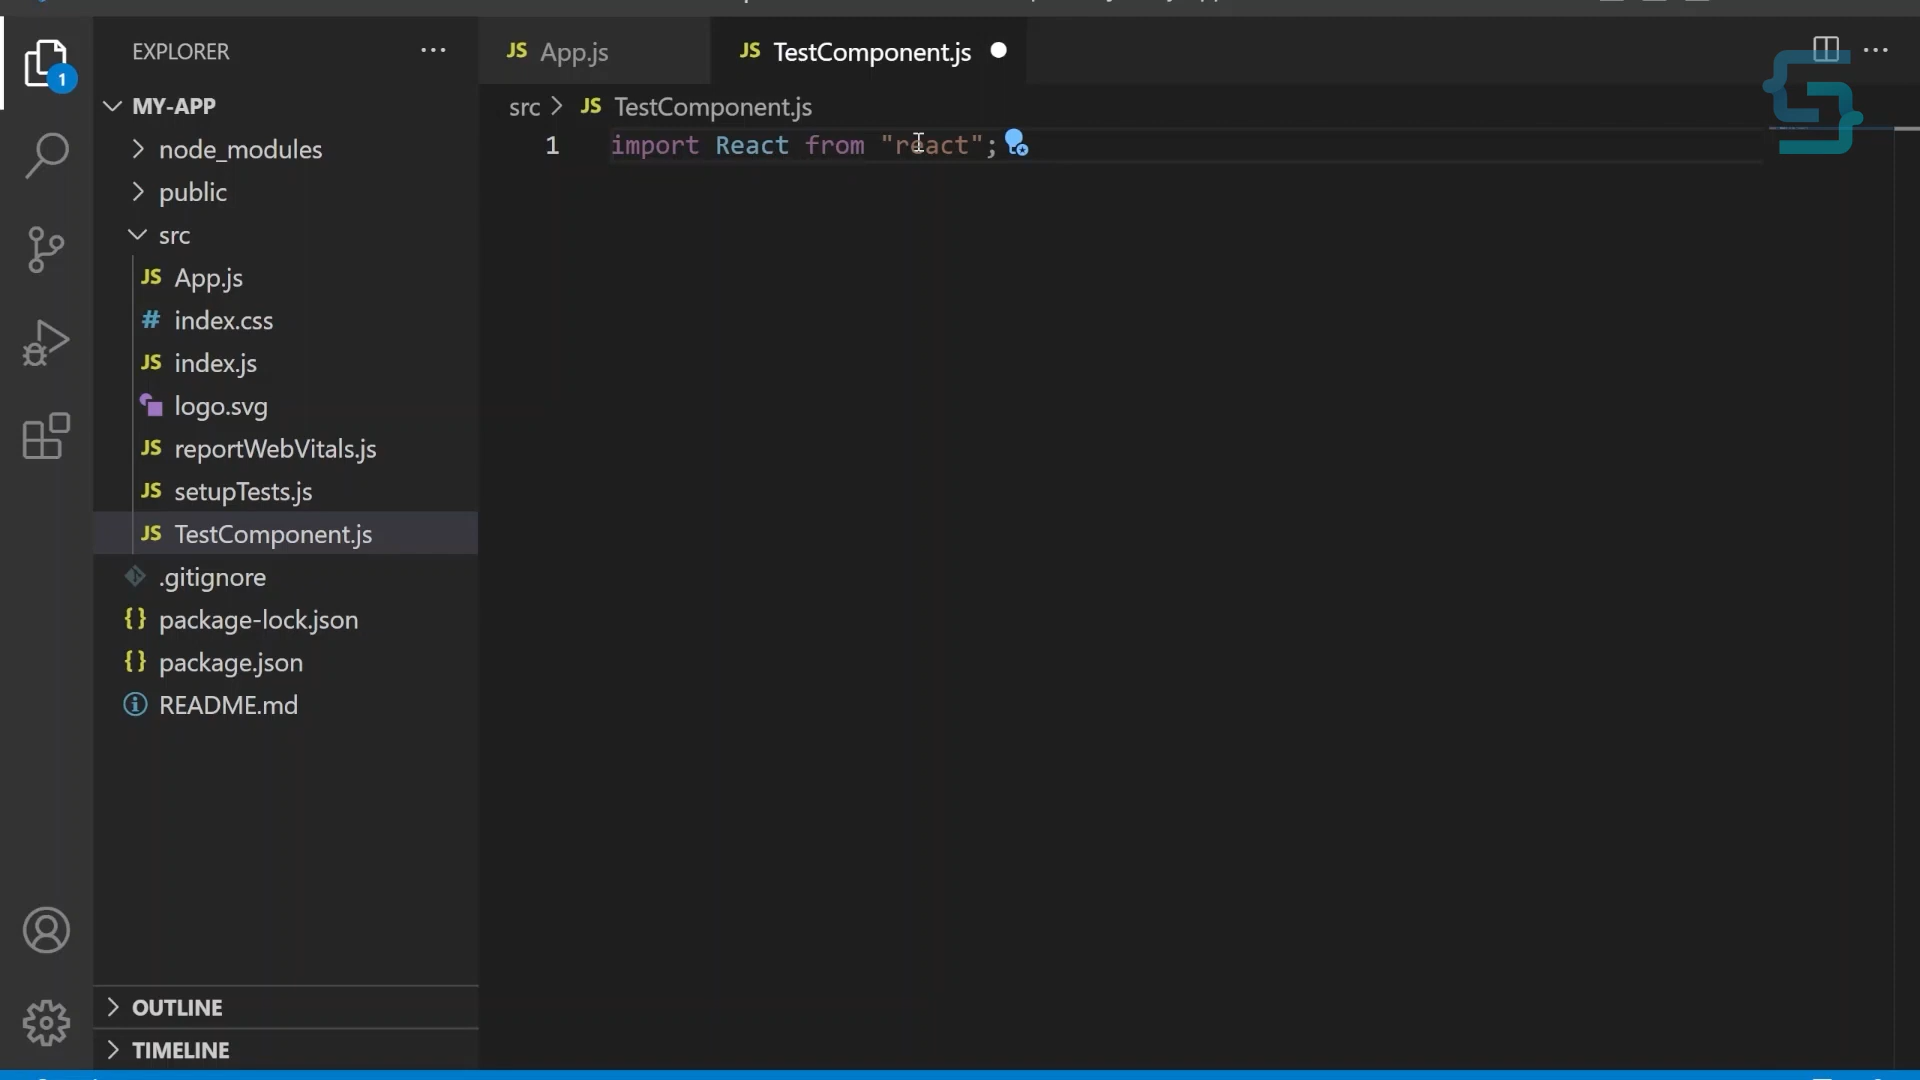 EXPLORER
1
MY-APP
node_modules
public
src
JS App.js
# index.css
JS index.js
logo.svg
JS reportWebVitals.js
JS setupTests.js
JS TestComponent.js
.gitignore
{} package-lock.json
{} package.json
README.md
OUTLINE
TIMELINE
JS App.js
JS TestComponent.js
src > JS TestComponent.js
1 import React from "react";